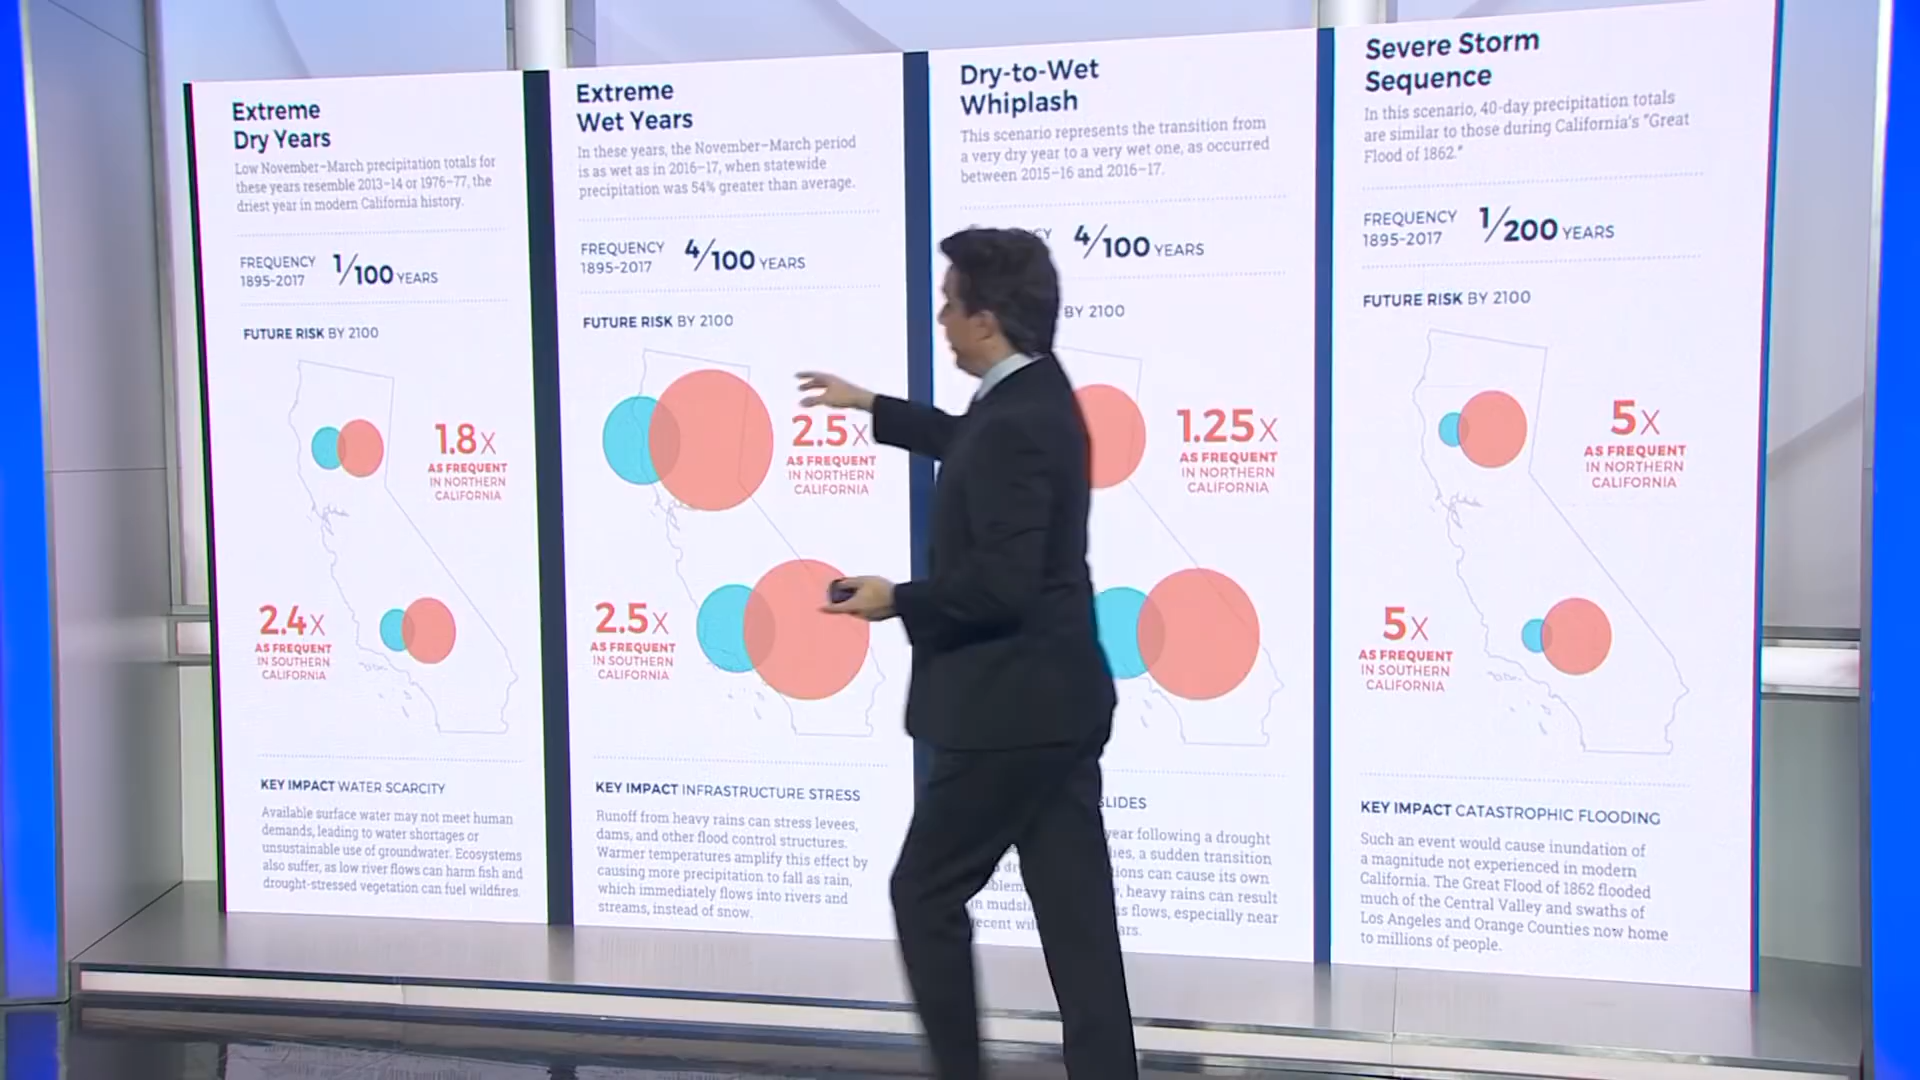 Extreme
Dry Years
Low November–March precipitation totals for
these years resemble 2013–14 or 1976–77, the
driest year in modern California history.
FREQUENCY
1895-2017
1/100 YEARS
FUTURE RISK BY 2100
1.8X
AS FREQUENT
IN NORTHERN
CALIFORNIA
2.4X
AS FREQUENT
IN SOUTHERN
CALIFORNIA
KEY IMPACT WATER SCARCITY
Available surface water may not meet human
demands, leading to water shortages or
unsustainable use of groundwater. Ecosystems
also suffer, as low river flows can harm fish and
drought-stressed vegetation can fuel wildfires.
Extreme
Wet Years
In these years, the November–March period
is as wet as in 2016–17, when statewide
precipitation was 54% greater than average.
FREQUENCY
1895-2017
4/100 YEARS
FUTURE RISK BY 2100
2.5X
AS FREQUENT
IN NORTHERN
CALIFORNIA
2.5X
AS FREQUENT
IN SOUTHERN
CALIFORNIA
KEY IMPACT INFRASTRUCTURE STRESS
Runoff from heavy rains can stress levees,
dams, and other flood control structures.
Warmer temperatures amplify this effect by
causing more precipitation to fall as rain,
which immediately flows into rivers and
streams, instead of snow.
Dry-to-Wet
Whiplash
This scenario represents the transition from
a very dry year to a very wet one, as occurred
between 2015–16 and 2016–17.
4/100 YEARS
BY 2100
1.25X
AS FREQUENT
IN NORTHERN
CALIFORNIA
SLIDES
year following a drought
a sudden transition
can cause its own
heavy rains can result
in
flows, especially near
Severe Storm
Sequence
In this scenario, 40-day precipitation totals
are similar to those during California's "Great
Flood of 1862."
FREQUENCY
1895-2017
1/200 YEARS
FUTURE RISK BY 2100
5X
AS FREQUENT
IN NORTHERN
CALIFORNIA
5X
AS FREQUENT
IN SOUTHERN
CALIFORNIA
KEY IMPACT CATASTROPHIC FLOODING
Such an event would cause inundation of
a magnitude not experienced in modern
California. The Great Flood of 1862 flooded
much of the Central Valley and swaths of
Los Angeles and Orange Counties now home
to millions of people.